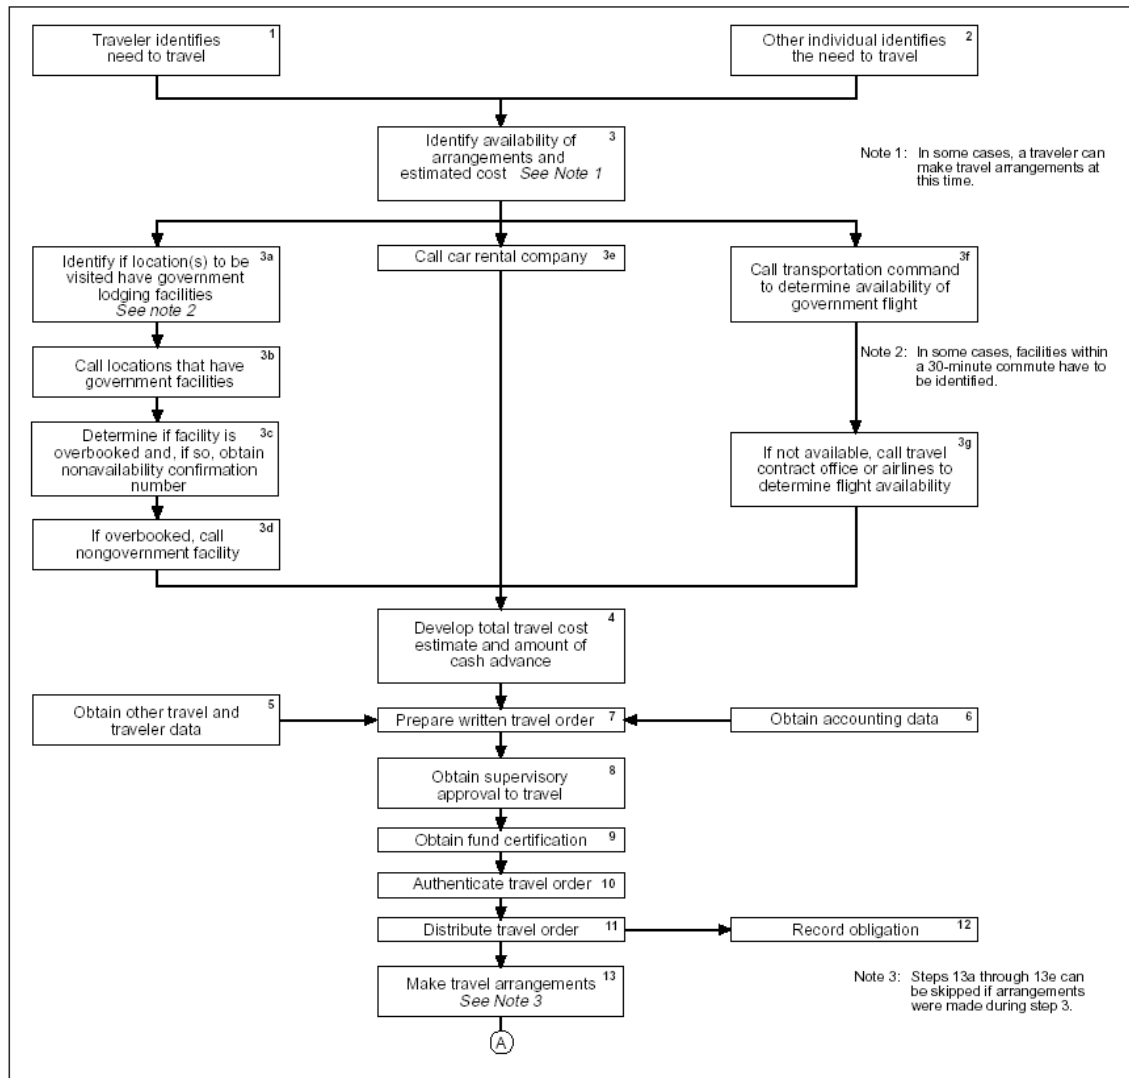 1
Traveler identifies
need to travel
2
Other individual identifies
the need to travel
3
Identify availability of
arrangements and
estimated cost See Note 1
Note 1: In some cases, a traveler can
make travel arrangements at
this time.
3a
Identify if location(s) to be
visited have government
lodging facilities
See note 2
Call car rental company 3e
3f
Call transportation command
to determine availability of
government flight
3b
Call locations that have
government facilities
Note 2: In some cases, facilities within
a 30-minute commute have to
be identified.
3c
Determine if facility is
overbooked and, if so, obtain
nonavailability confirmation
number
3g
If not available, call travel
contract office or airlines to
determine flight availability
3d
If overbooked, call
nongovernment facility
4
Develop total travel cost
estimate and amount of
cash advance
5
Obtain other travel and
traveler data
Prepare written travel order 7
Obtain accounting data 6
8
Obtain supervisory
approval to travel
Obtain fund certification 9
Authenticate travel order 10
Distribute travel order 11
Record obligation 12
13
Make travel arrangements
See Note 3
Note 3: Steps 13a through 13e can
be skipped if arrangements
were made during step 3.
A